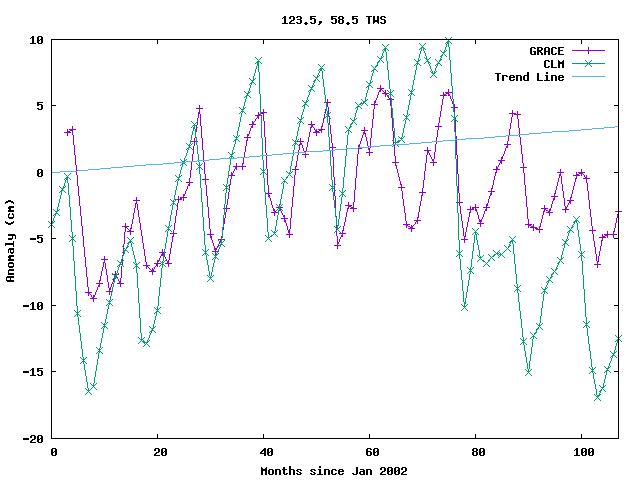 123.5, 58.5 TWS
GRACE
CLM
Trend Line
10
5
0
-5
-10
-15
-20
Anomaly (cm)
0 20 40 60 80 100
Months since Jan 2002